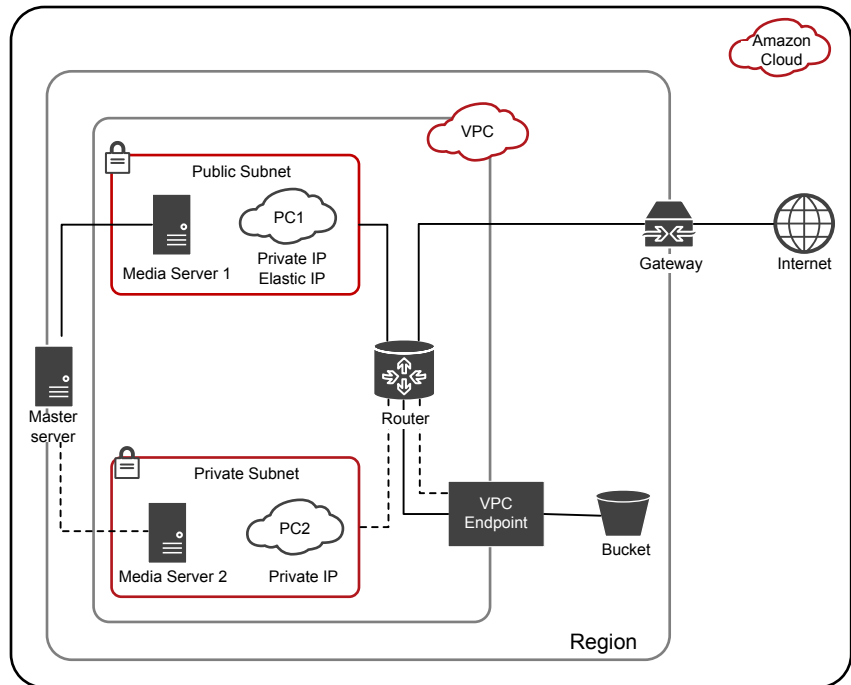 Amazon
Cloud
VPC
Public Subnet
PC1
Media Server 1
Private IP
Elastic IP
Gateway
Internet
Master
server
Router
Private Subnet
PC2
Media Server 2
Private IP
VPC
Endpoint
Bucket
Region